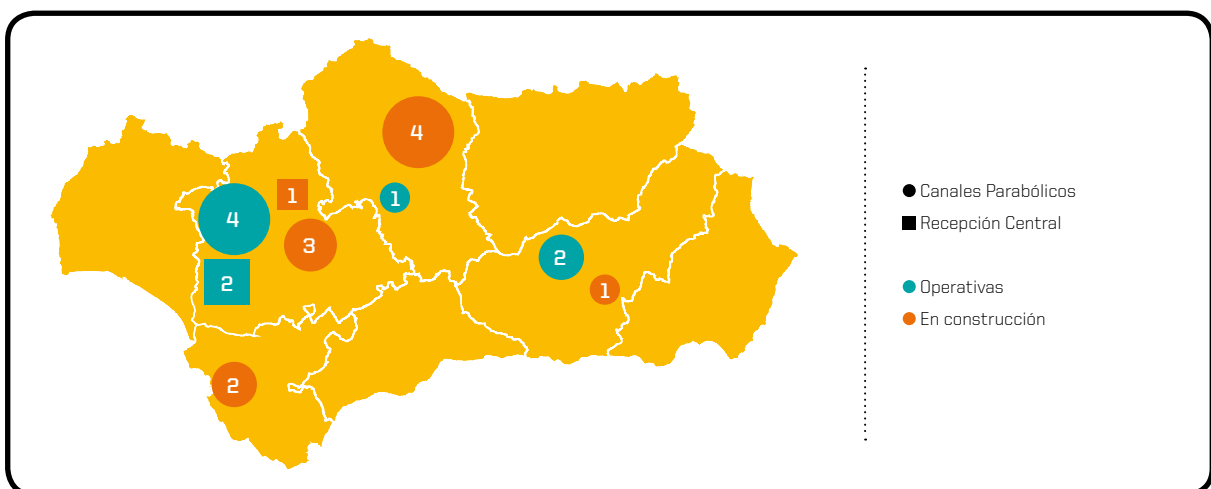 4
1
1
4
3
2
2
1
2
Canales Parabólicos
Recepción Central
Operativas
En construcción